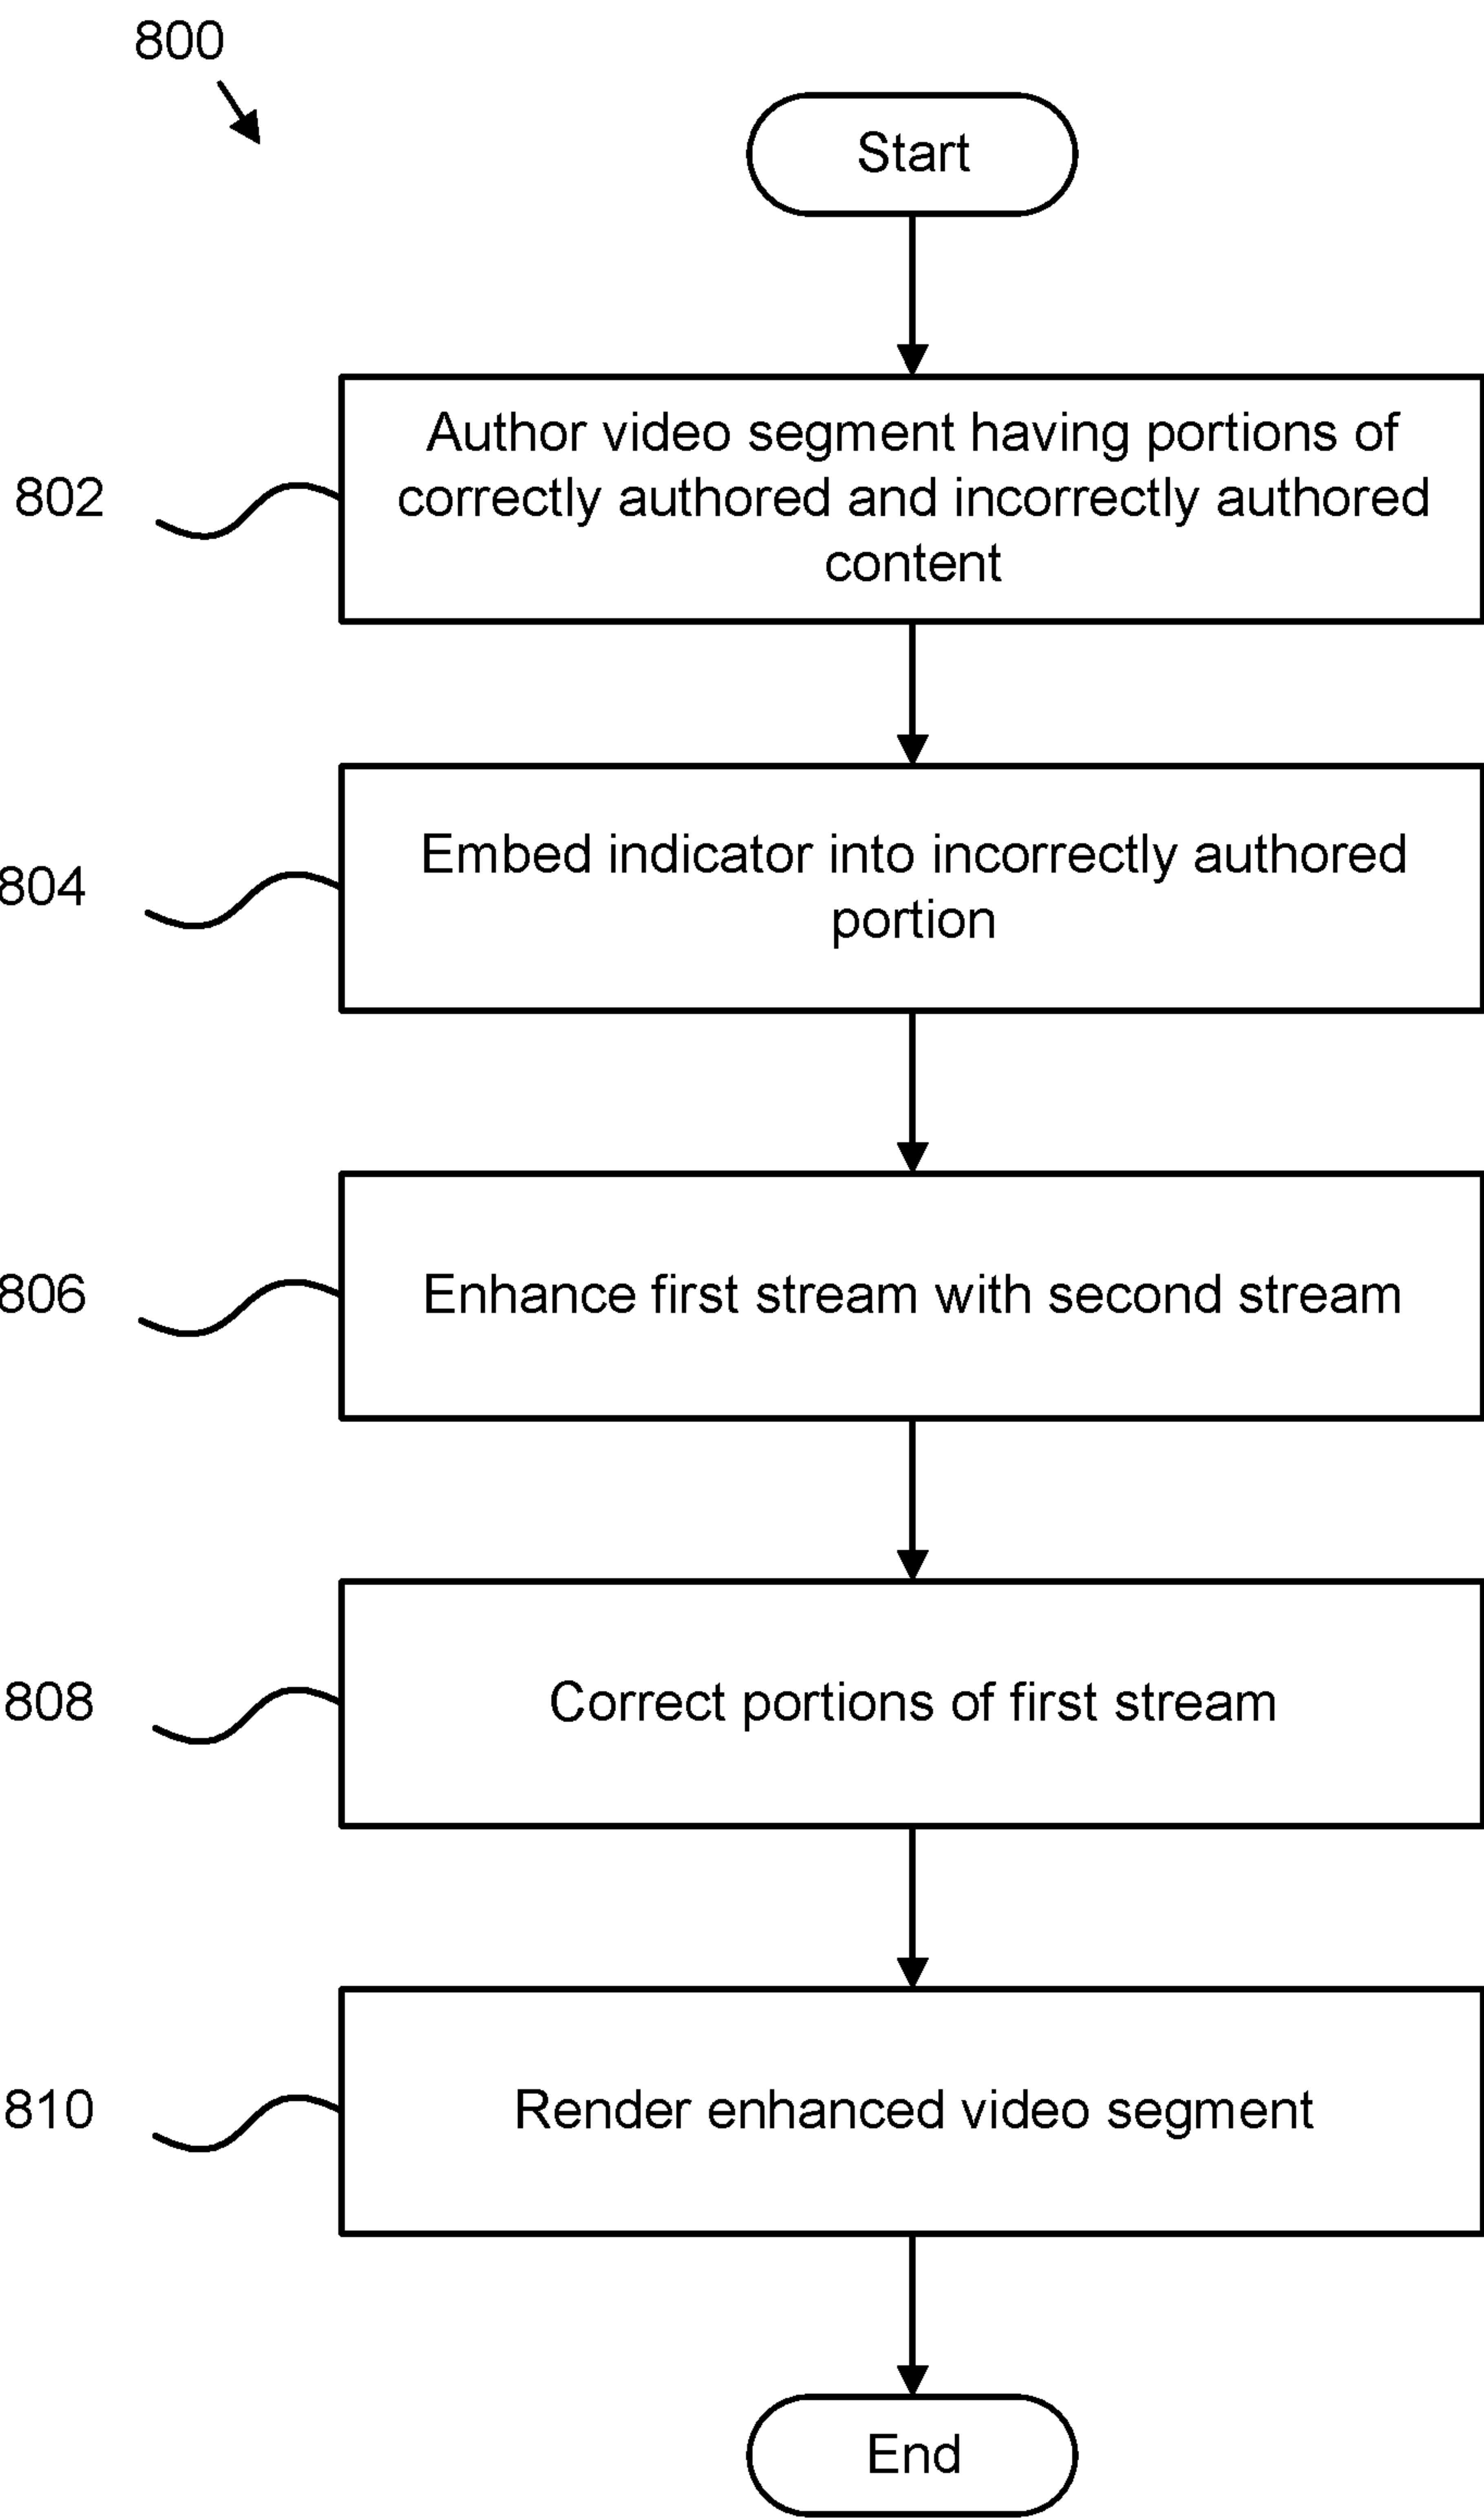 800
Start
802
Author video segment having portions of
correctly authored and incorrectly authored
content
804
Embed indicator into incorrectly authored
portion
806
Enhance first stream with second stream
808
Correct portions of first stream
810
Render enhanced video segment
End